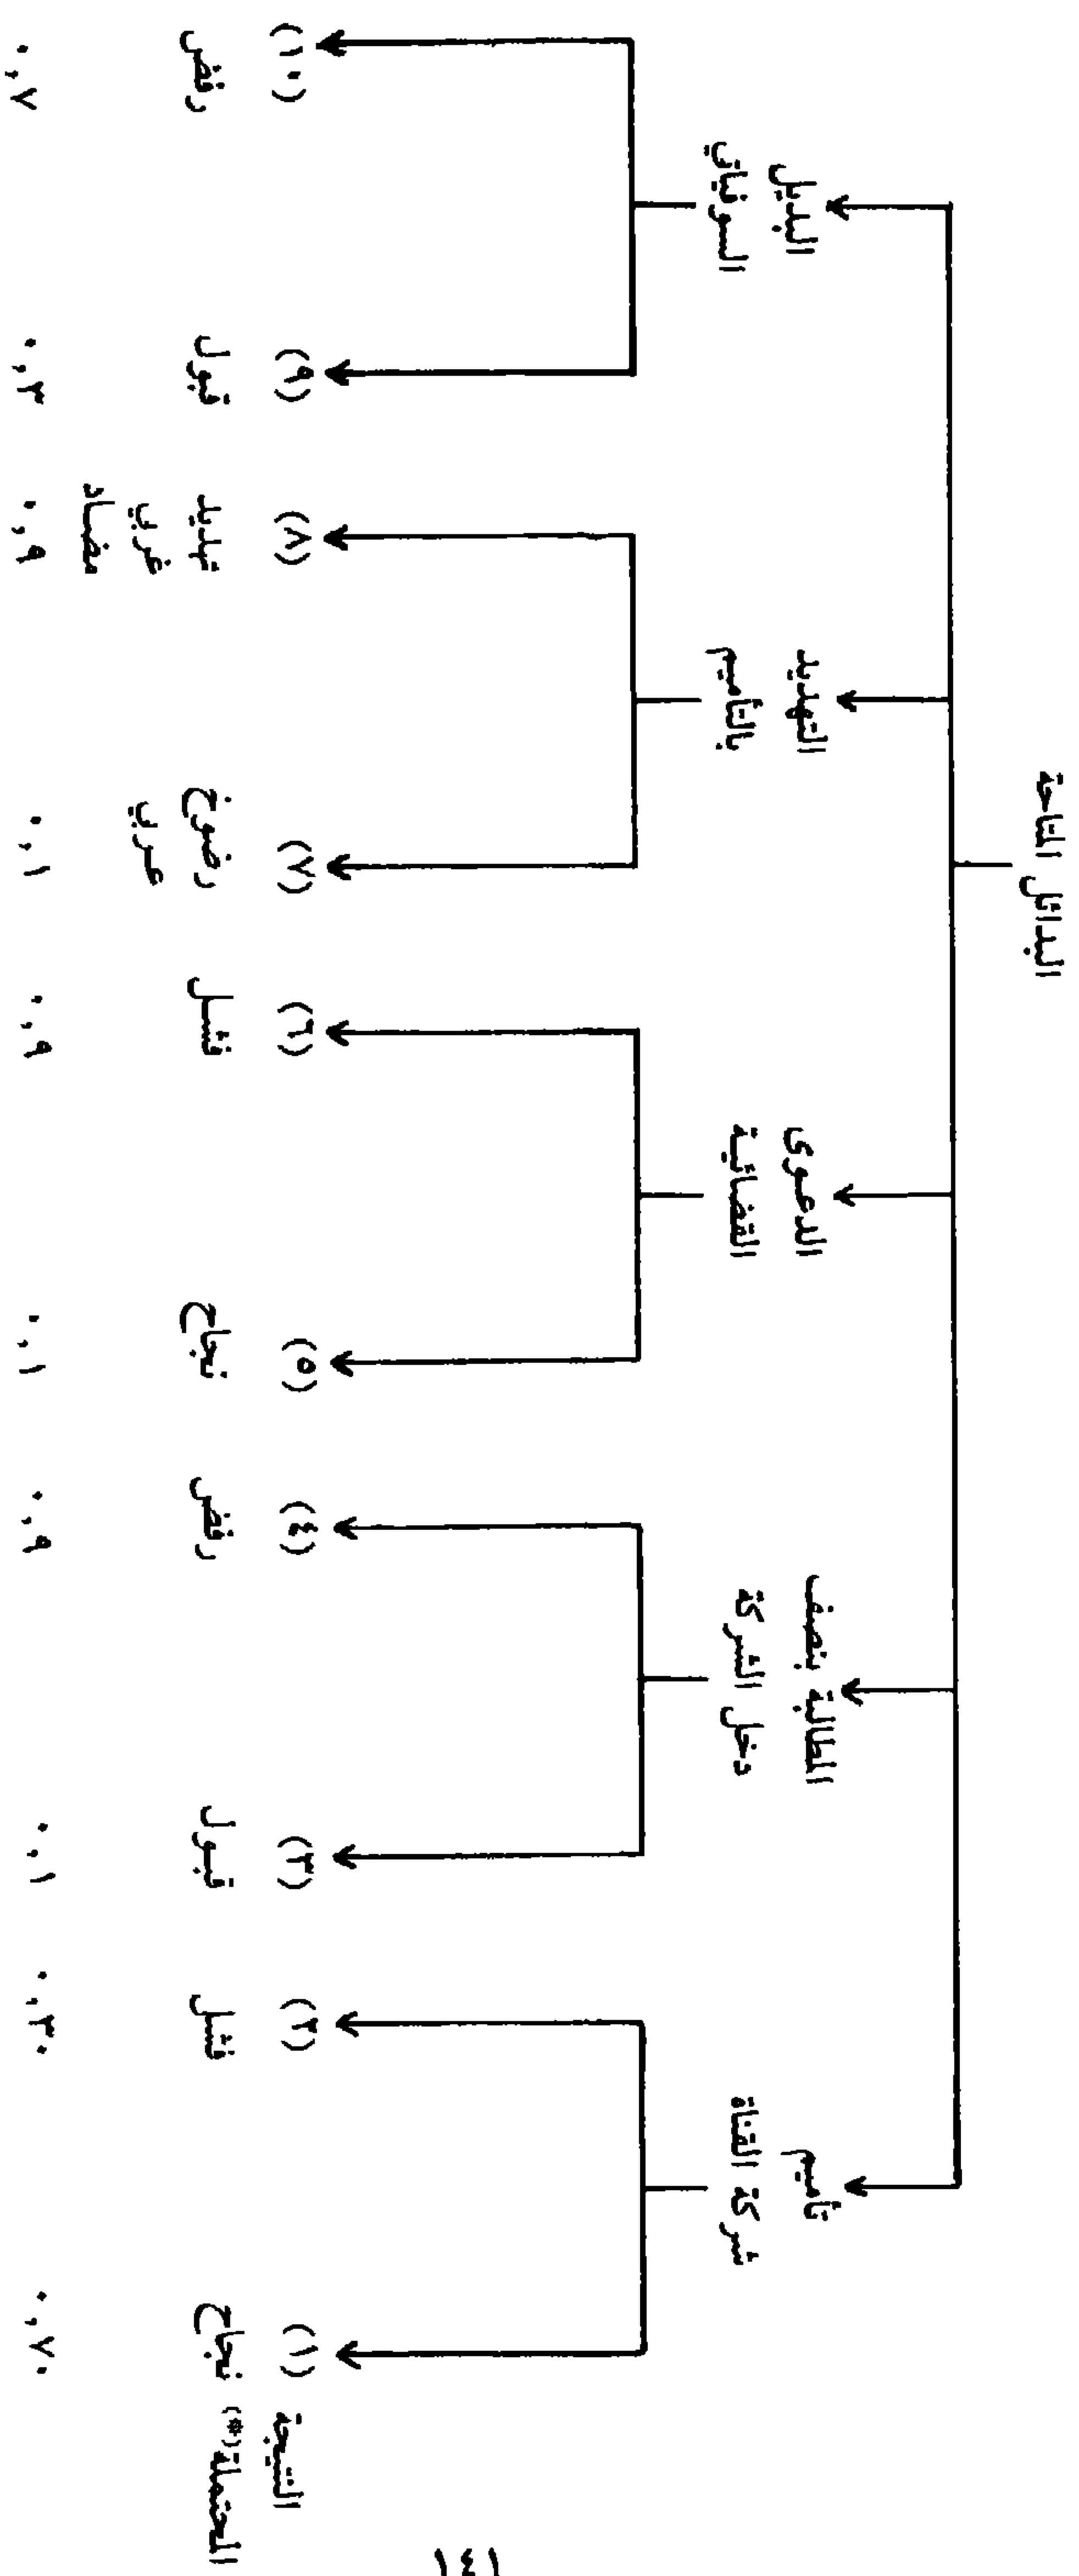 البدائل المتاحة
تأميم
شركة القناة
المطالبة بنصف
دخل الشركة
الدعوى
القضائية
التهديد
بالتأميم
البديل
السوفياتي
النتيجة
المحتملة(*)
(١)
نجاح
٠,٧٠
(٢)
فشل
٠,٣٠
(٣)
قبول
٠,١
(٤)
رفض
٠,٩
(٥)
نجاح
٠,١
(٦)
فشل
٠,٩
(٧)
رضوخ
عربي
٠,١
(٨)
تهديد
غربي
مضاد
٠,٩
(٩)
قبول
٠,٣
(١٠)
رفض
٠,٧
١٣١